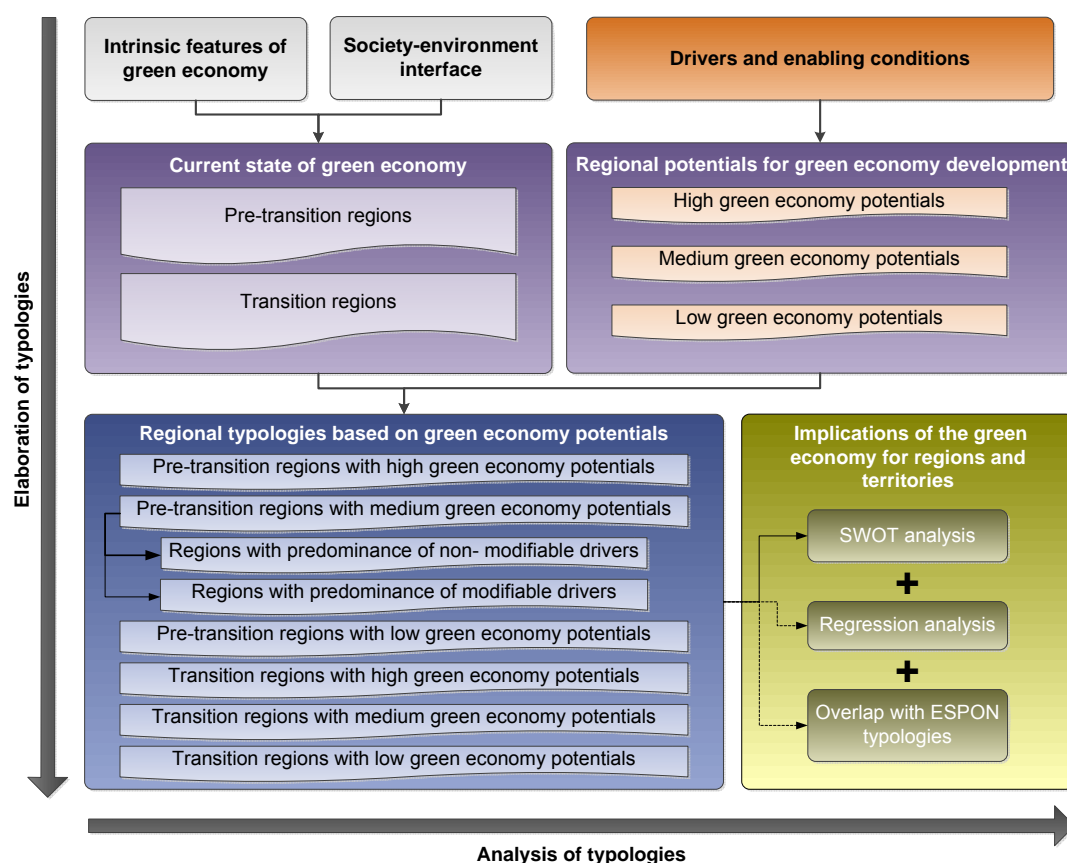 Intrinsic features of
green economy
Society-environment
interface
Drivers and enabling conditions
Current state of green economy
Pre-transition regions
Transition regions
Regional potentials for green economy development
High green economy potentials
Medium green economy potentials
Low green economy potentials
Elaboration of typologies
Regional typologies based on green economy potentials
Pre-transition regions with high green economy potentials
Pre-transition regions with medium green economy potentials
Regions with predominance of non- modifiable drivers
Regions with predominance of modifiable drivers
Pre-transition regions with low green economy potentials
Transition regions with high green economy potentials
Transition regions with medium green economy potentials
Transition regions with low green economy potentials
Implications of the green
economy for regions and
territories
SWOT analysis
+
Regression analysis
+
Overlap with ESPON
typologies
Analysis of typologies